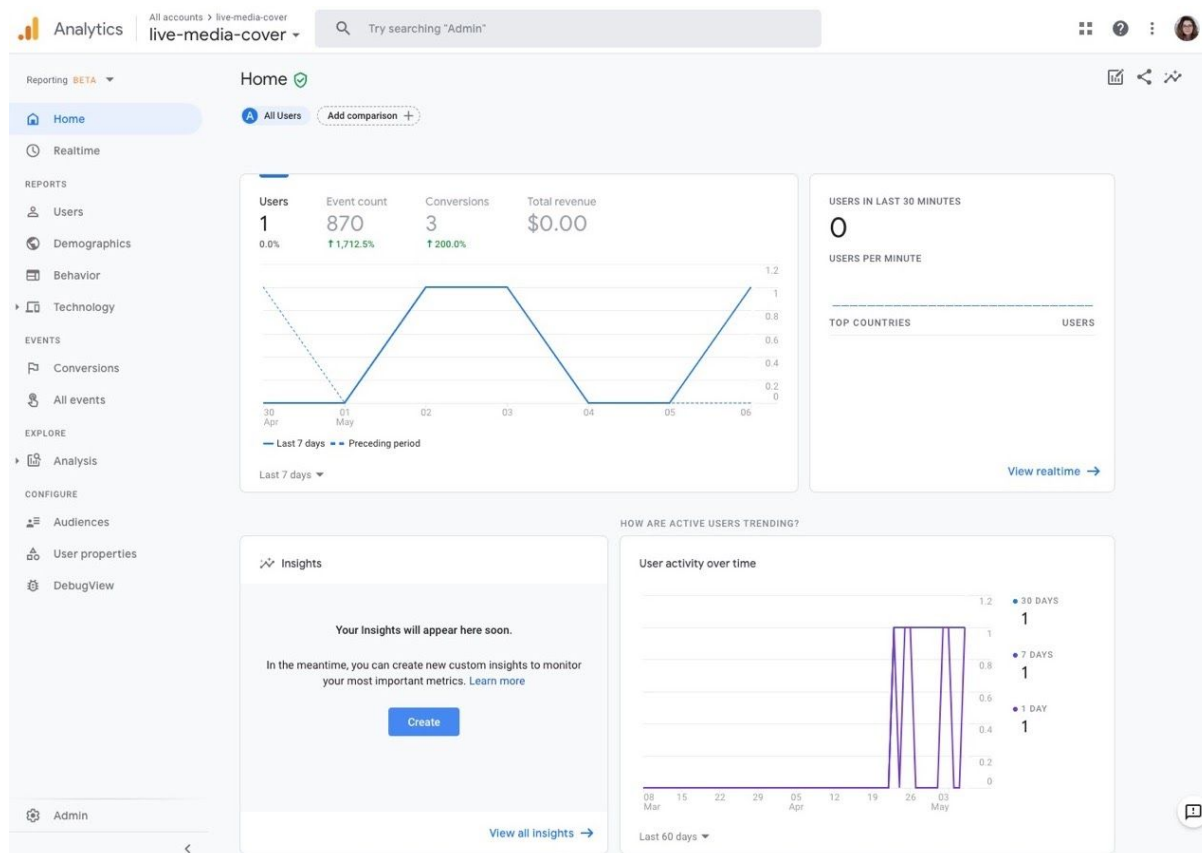 Analytics
All accounts > live-media-cover
live-media-cover
Try searching "Admin"
Reporting BETA
Home
Realtime
REPORTS
Users
Demographics
Behavior
Technology
EVENTS
Conversions
All events
EXPLORE
Analysis
CONFIGURE
Audiences
User properties
DebugView
Admin
Home
A All Users
Add comparison +
Users Event count Conversions Total revenue
1 870 3 $0.00
0.0% ↑ 1,712.5% ↑ 200.0%
1.2
1
0.8
0.6
0.4
0.2
0
30 01 02 03 04 05 06
Apr May
Last 7 days Preceding period
Last 7 days
USERS IN LAST 30 MINUTES
0
USERS PER MINUTE
TOP COUNTRIES USERS
View realtime →
Insights
Your Insights will appear here soon.
In the meantime, you can create new custom insights to monitor
your most important metrics. Learn more
Create
View all insights →
HOW ARE ACTIVE USERS TRENDING?
User activity over time
1.2
1
0.8
0.6
0.4
0.2
0
08 15 22 29 05 12 19 26 03
Mar Apr May
30 DAYS
1
7 DAYS
1
1 DAY
1
Last 60 days